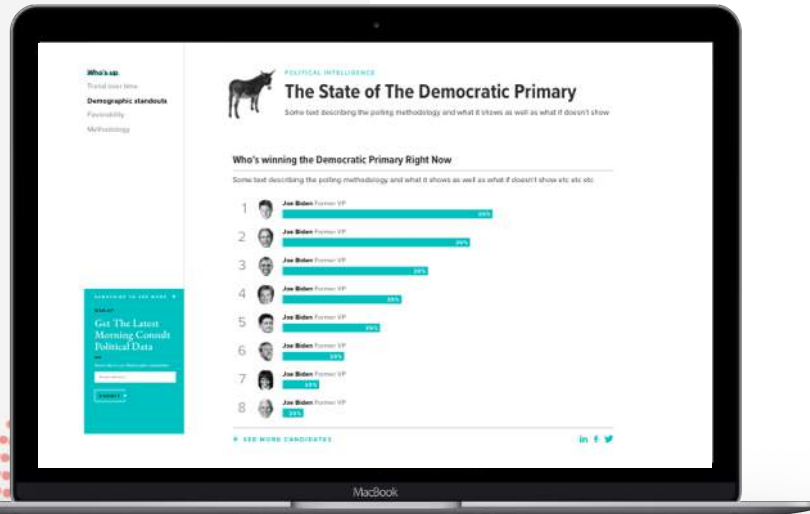 Who's up
Trend over time
Demographic standouts
Favorability
Methodology
POLITICAL INTELLIGENCE
The State of The Democratic Primary
Some text describing the polling methodology and what it shows as well as what if doesn't show
Who's winning the Democratic Primary Right Now
Some text describing the polling methodology and what it shows as well as what if doesn't show etc etc etc
1 Joe Biden Former VP
2 Joe Biden Former VP
3 Joe Biden Former VP
4 Joe Biden Former VP
5 Joe Biden Former VP
6 Joe Biden Former VP
7 Joe Biden Former VP
8 Joe Biden Former VP
SUBSCRIBE TO SEE MORE
Get The Latest
Morning Consult
Political Data
SUBMIT
+ SEE MORE CANDIDATES
in f
MacBook